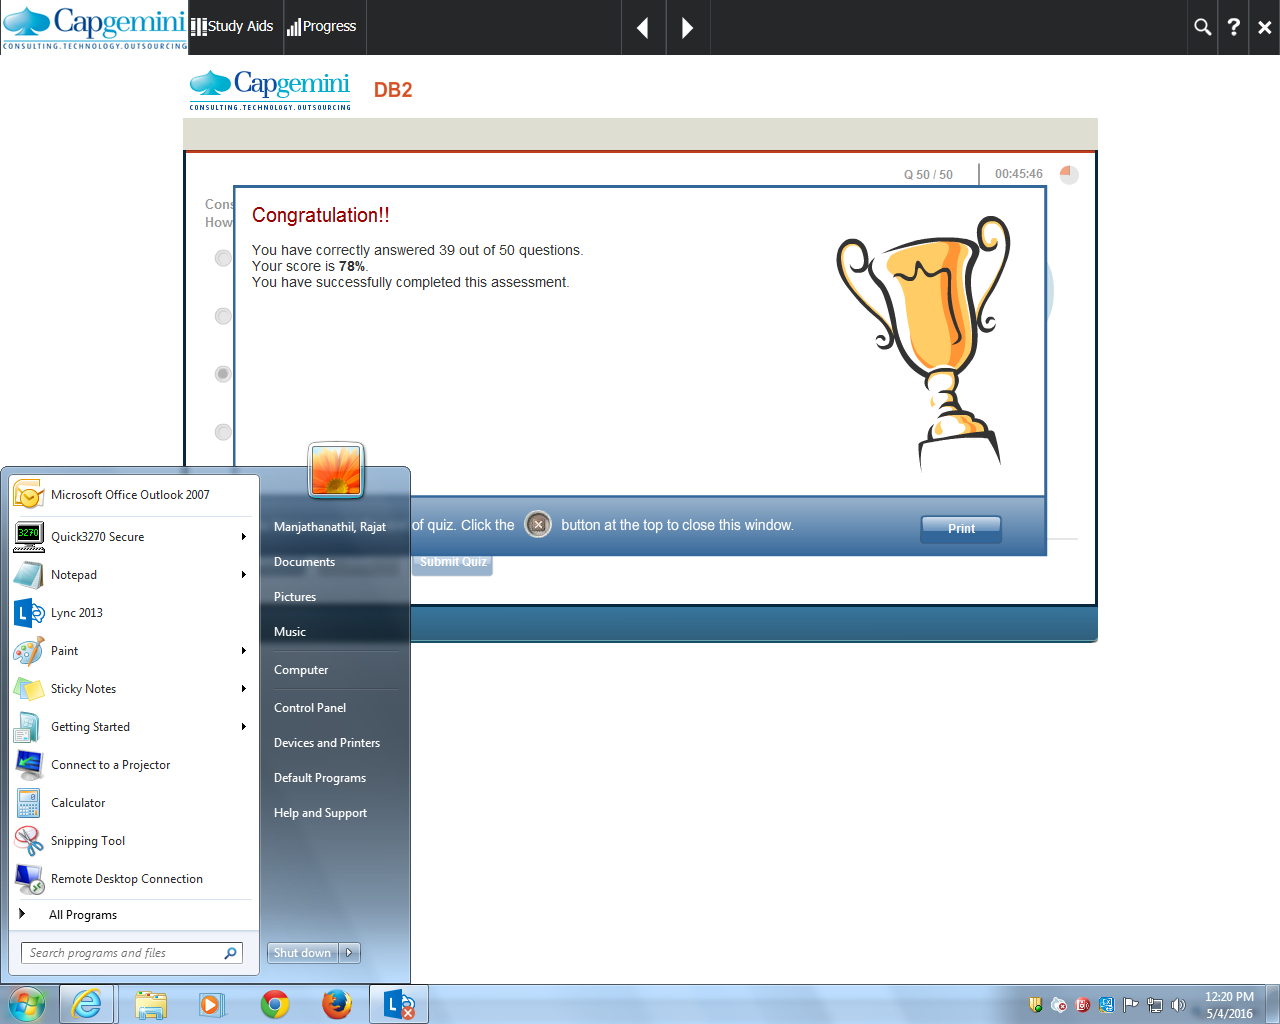 Capgemini
CONSULTING.TECHNOLOGY.OUTSOURCING
Study Aids
Progress
?
Capgemini
CONSULTING.TECHNOLOGY.OUTSOURCING
DB2
Q 50 / 50
00:45:46
Cons
How
Congratulation!!
You have correctly answered 39 out of 50 questions.
Your score is 78%.
You have successfully completed this assessment.
of quiz. Click the button at the top to close this window.
Print
Submit Quiz
Microsoft Office Outlook 2007
3270
Quick3270 Secure
Notepad
Lync 2013
Paint
Sticky Notes
Getting Started
Connect to a Projector
Calculator
Snipping Tool
Remote Desktop Connection
All Programs
Search programs and files
Manjathanathil, Rajat
Documents
Pictures
Music
Computer
Control Panel
Devices and Printers
Default Programs
Help and Support
Shut down
12:20 PM
5/4/2016